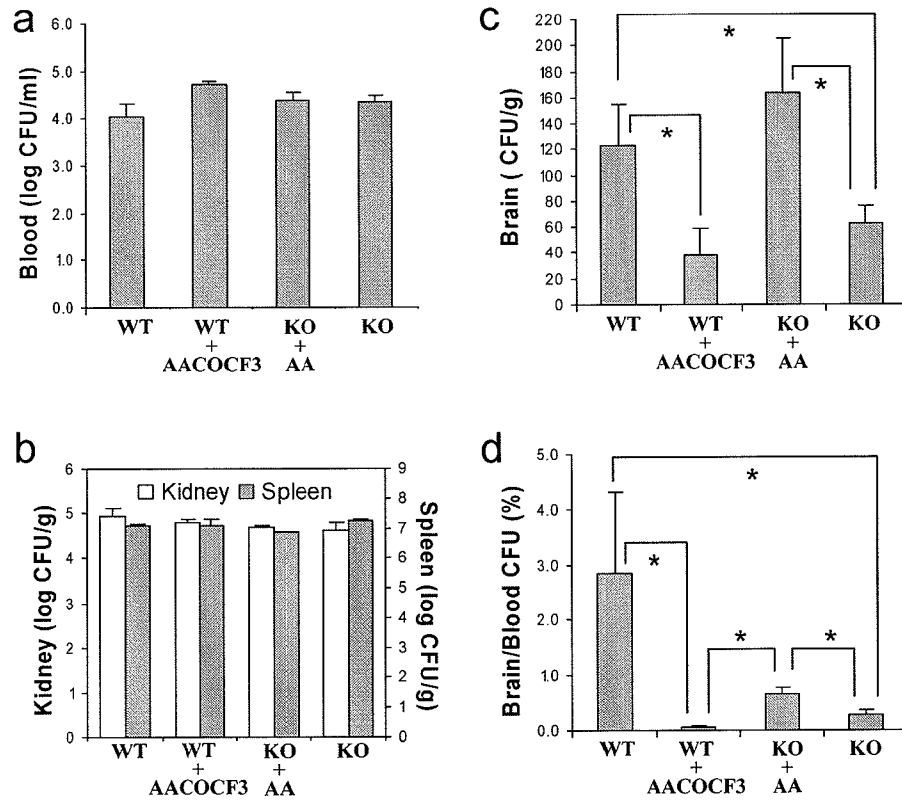 a
Blood (log CFU/ml)
6.0
5.0
4.0
3.0
2.0
1.0
0.0
WT
WT
+
AACOCF3
KO
+
AA
KO
c
Brain ( CFU/g)
220
200
180
160
140
120
100
80
60
40
20
0
*
*
*
WT
WT
+
AACOCF3
KO
+
AA
KO
b
Kidney (log CFU/g)
6
5
4
3
2
1
0
Kidney
Spleen
9
8
7
6
5
4
3
2
1
0
Spleen (log CFU/g)
WT
WT
+
AACOCF3
KO
+
AA
KO
d
Brain/Blood CFU (%)
5.0
4.0
3.0
2.0
1.0
0.0
*
*
*
*
WT
WT
+
AACOCF3
KO
+
AA
KO